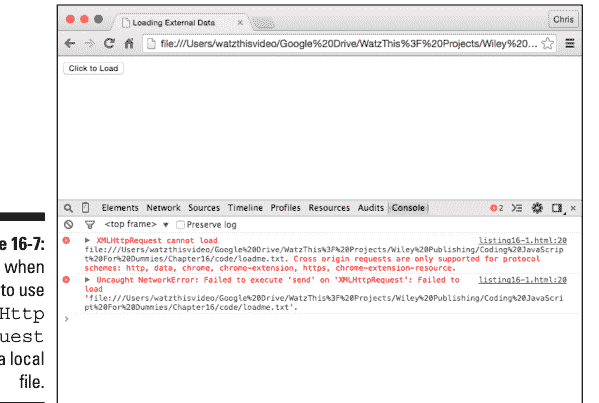 Loading External Data
Chris
file:///Users/watzthisvideo/Google%20Drive/WatzThis%3F%20Projects/Wiley%20...
Click to Load
Elements Network Sources Timeline Profiles Resources Audits Console
2
<top frame> Preserve log
XMLHttpRequest cannot load listing16-1.html:20
file:///Users/watzthisvideo/Google%20Drive/WatzThis%3F%20Projects/Wiley%20Publishing/Coding%20JavaScri
pt%20For%20Dummies/Chapter16/code/loadme.txt. Cross origin requests are only supported for protocol
schemes: http, data, chrome, chrome-extension, https, chrome-extension-resource.
Uncaught NetworkError: Failed to execute 'send' on 'XMLHttpRequest': Failed to listing16-1.html:20
load
'file:///Users/watzthisvideo/Google%20Drive/WatzThis%3F%20Projects/Wiley%20Publishing/Coding%20JavaScri
pt%20For%20Dummies/Chapter16/code/loadme.txt'.
e 16-7:
when
to use
Http
uest
a local
file.